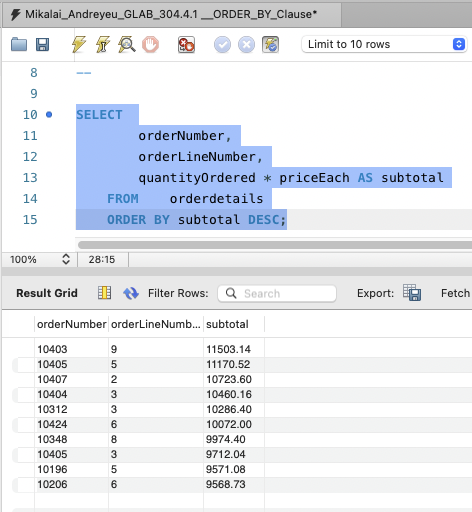 Mikalai_Andreyeu_GLAB_304.4.1 __ORDER_BY_Clause*
Limit to 10 rows
8 --
9
10 SELECT
11 orderNumber,
12 orderLineNumber,
13 quantityOrdered * priceEach AS subtotal
14 FROM orderdetails
15 ORDER BY subtotal DESC;
100% 28:15
Result Grid Filter Rows: Search Export: Fetch
orderNumber orderLineNumb... subtotal
10403 9 11503.14
10405 5 11170.52
10407 2 10723.60
10404 3 10460.16
10312 3 10286.40
10424 6 10072.00
10348 8 9974.40
10405 3 9712.04
10196 5 9571.08
10206 6 9568.73